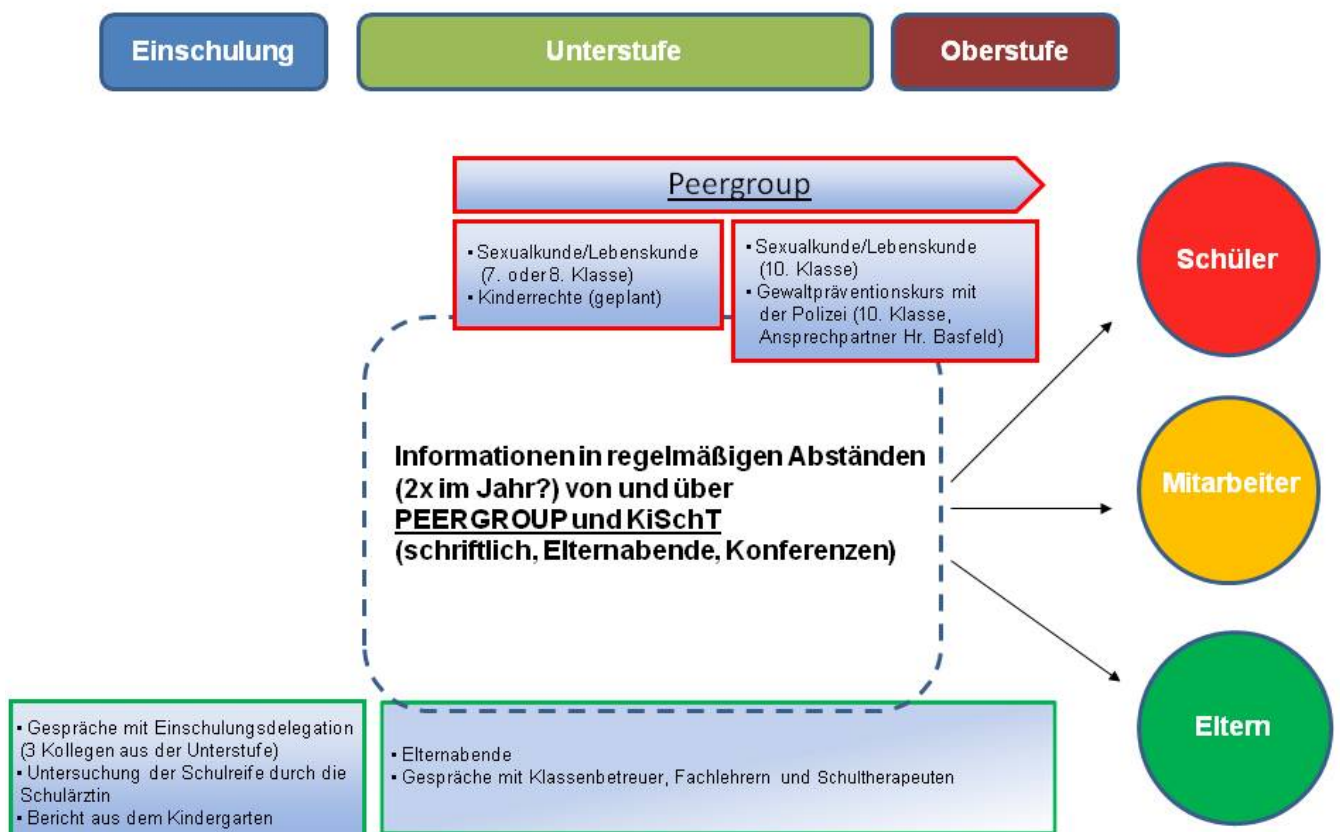 Einschulung
Unterstufe
Oberstufe
Peergroup
▪ Sexualkunde/Lebenskunde
(7. oder 8. Klasse)
▪ Kinderrechte (geplant)
▪ Sexualkunde/Lebenskunde
(10. Klasse)
▪ Gewaltpräventionskurs mit
der Polizei (10. Klasse,
Ansprechpartner Hr. Basfeld)
Schüler
Informationen in regelmäßigen Abständen
(2x im Jahr?) von und über
PEERGROUP und KiSchT
(schriftlich, Elternabende, Konferenzen)
Mitarbeiter
▪ Gespräche mit Einschulungsdelegation
(3 Kollegen aus der Unterstufe)
▪ Untersuchung der Schulreife durch die
Schulärztin
▪ Bericht aus dem Kindergarten
▪ Elternabende
▪ Gespräche mit Klassenbetreuer, Fachlehrern und Schultherapeuten
Eltern